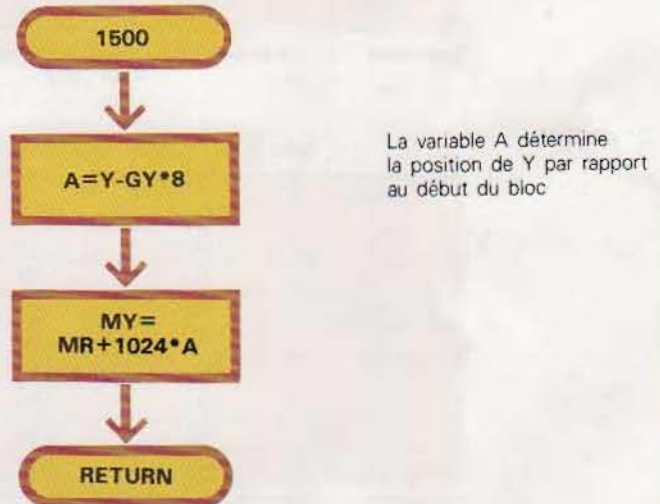 1500
A=Y-GY*8
La variable A détermine
la position de Y par rapport
au début du bloc
MY=
MR+1024*A
RETURN